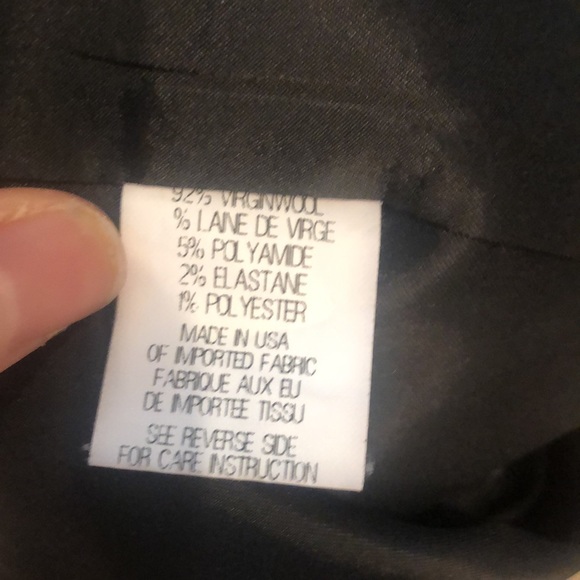 92% VIRGINWOOL
% LANE DE VIRGE
5% POLYAMIDE
2% ELASTANE
1% POLYESTER
MADE IN USA
OF IMPORTED FABRIC
FABRIQUE AUX EU
DE IMPORTEE TISSU
SEE REVERSE SIDE
FOR CARE INSTRUCTION